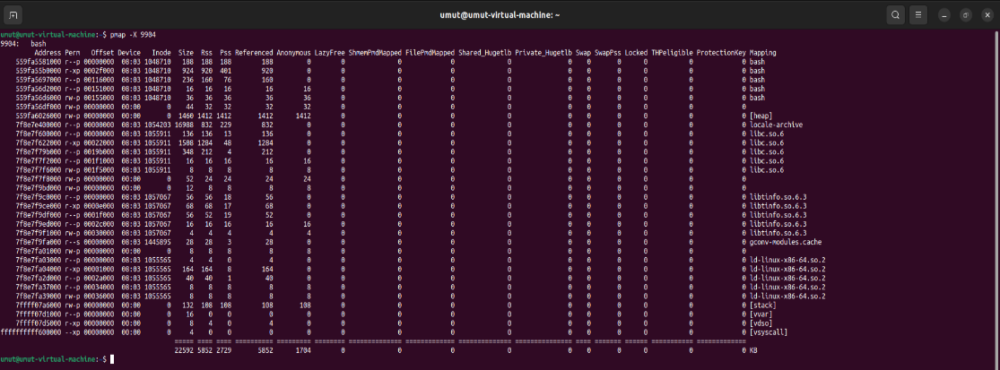 umut@umut-virtual-machine: ~
umut@umut-virtual-machine:~$ pmap -X 9904
9904:   bash
Address Perm Offset Device Inode Size Rss Pss Referenced Anonymous LazyFree ShmemPmdMapped FilePmdMapped Shared_Hugetlb Private_Hugetlb Swap SwapPss Locked THPeligible ProtectionKey Mapping
559fa5581000 r--p 00000000 08:03 1048710 188 188 188 188 0 0 0 0 0 0 0 0 0 0 0 bash
559fa55b0000 r-xp 0002f000 08:03 1048710 924 920 401 920 0 0 0 0 0 0 0 0 0 0 0 bash
559fa5697000 r--p 00116000 08:03 1048710 236 160 76 160 0 0 0 0 0 0 0 0 0 0 0 bash
559fa56d2000 r--p 00151000 08:03 1048710 16 16 16 16 16 0 0 0 0 0 0 0 0 0 0 bash
559fa56d6000 rw-p 00155000 08:03 1048710 36 36 36 36 36 0 0 0 0 0 0 0 0 0 0 bash
559fa56df000 rw-p 00000000 00:00 0 44 32 32 32 32 0 0 0 0 0 0 0 0 0 0
559fa6026000 rw-p 00000000 00:00 0 1460 1412 1412 1412 1412 0 0 0 0 0 0 0 0 0 0 [heap]
7f8e7e400000 r--p 00000000 08:03 1054203 16988 832 229 832 0 0 0 0 0 0 0 0 0 0 0 locale-archive
7f8e7f600000 r--p 00000000 08:03 1055911 136 136 13 136 0 0 0 0 0 0 0 0 0 0 0 libc.so.6
7f8e7f622000 r-xp 00022000 08:03 1055911 1508 1284 48 1284 0 0 0 0 0 0 0 0 0 0 0 libc.so.6
7f8e7f79b000 r--p 0019b000 08:03 1055911 348 212 4 212 0 0 0 0 0 0 0 0 0 0 0 libc.so.6
7f8e7f7f2000 r--p 001f1000 08:03 1055911 16 16 16 16 16 0 0 0 0 0 0 0 0 0 0 libc.so.6
7f8e7f7f6000 rw-p 001f5000 08:03 1055911 8 8 8 8 8 0 0 0 0 0 0 0 0 0 0 libc.so.6
7f8e7f7f8000 rw-p 00000000 00:00 0 52 24 24 24 24 0 0 0 0 0 0 0 0 0 0
7f8e7f9bd000 rw-p 00000000 00:00 0 12 8 8 8 8 0 0 0 0 0 0 0 0 0 0
7f8e7f9c0000 r--p 00000000 08:03 1057067 56 56 18 56 0 0 0 0 0 0 0 0 0 0 0 libtinfo.so.6.3
7f8e7f9ce000 r-xp 0000e000 08:03 1057067 68 68 17 68 0 0 0 0 0 0 0 0 0 0 0 libtinfo.so.6.3
7f8e7f9df000 r--p 0001f000 08:03 1057067 56 52 19 52 0 0 0 0 0 0 0 0 0 0 0 libtinfo.so.6.3
7f8e7f9ed000 r--p 0002c000 08:03 1057067 16 16 16 16 16 0 0 0 0 0 0 0 0 0 0 libtinfo.so.6.3
7f8e7f9f1000 rw-p 00030000 08:03 1057067 4 4 4 4 4 0 0 0 0 0 0 0 0 0 0 libtinfo.so.6.3
7f8e7f9fa000 r--s 00000000 08:03 1445895 28 28 3 28 0 0 0 0 0 0 0 0 0 0 0 gconv-modules.cache
7f8e7fa01000 rw-p 00000000 00:00 0 8 8 8 8 8 0 0 0 0 0 0 0 0 0 0
7f8e7fa03000 r--p 00000000 08:03 1055565 4 4 0 4 0 0 0 0 0 0 0 0 0 0 0 ld-linux-x86-64.so.2
7f8e7fa04000 r-xp 00001000 08:03 1055565 164 164 8 164 0 0 0 0 0 0 0 0 0 0 0 ld-linux-x86-64.so.2
7f8e7fa2d000 r--p 0002a000 08:03 1055565 40 40 1 40 0 0 0 0 0 0 0 0 0 0 0 ld-linux-x86-64.so.2
7f8e7fa37000 r--p 00034000 08:03 1055565 8 8 8 8 8 0 0 0 0 0 0 0 0 0 0 ld-linux-x86-64.so.2
7f8e7fa39000 rw-p 00036000 08:03 1055565 8 8 8 8 8 0 0 0 0 0 0 0 0 0 0 ld-linux-x86-64.so.2
7ffff07a6000 rw-p 00000000 00:00 0 132 108 108 108 108 0 0 0 0 0 0 0 0 0 0 [stack]
7ffff07d1000 r--p 00000000 00:00 0 16 0 0 0 0 0 0 0 0 0 0 0 0 0 0 [vvar]
7ffff07d5000 r-xp 00000000 00:00 0 8 4 0 4 0 0 0 0 0 0 0 0 0 0 0 [vdso]
ffffffffff600000 --xp 00000000 00:00 0 4 0 0 0 0 0 0 0 0 0 0 0 0 0 0 [vsyscall]
===== ==== ==== ========== ========= ======== ============== ============= ============== =============== ==== ======= ====== =========== =============
22592 5852 2729 5852 1704 0 0 0 0 0 0 0 0 0 0 KB
umut@umut-virtual-machine:~$